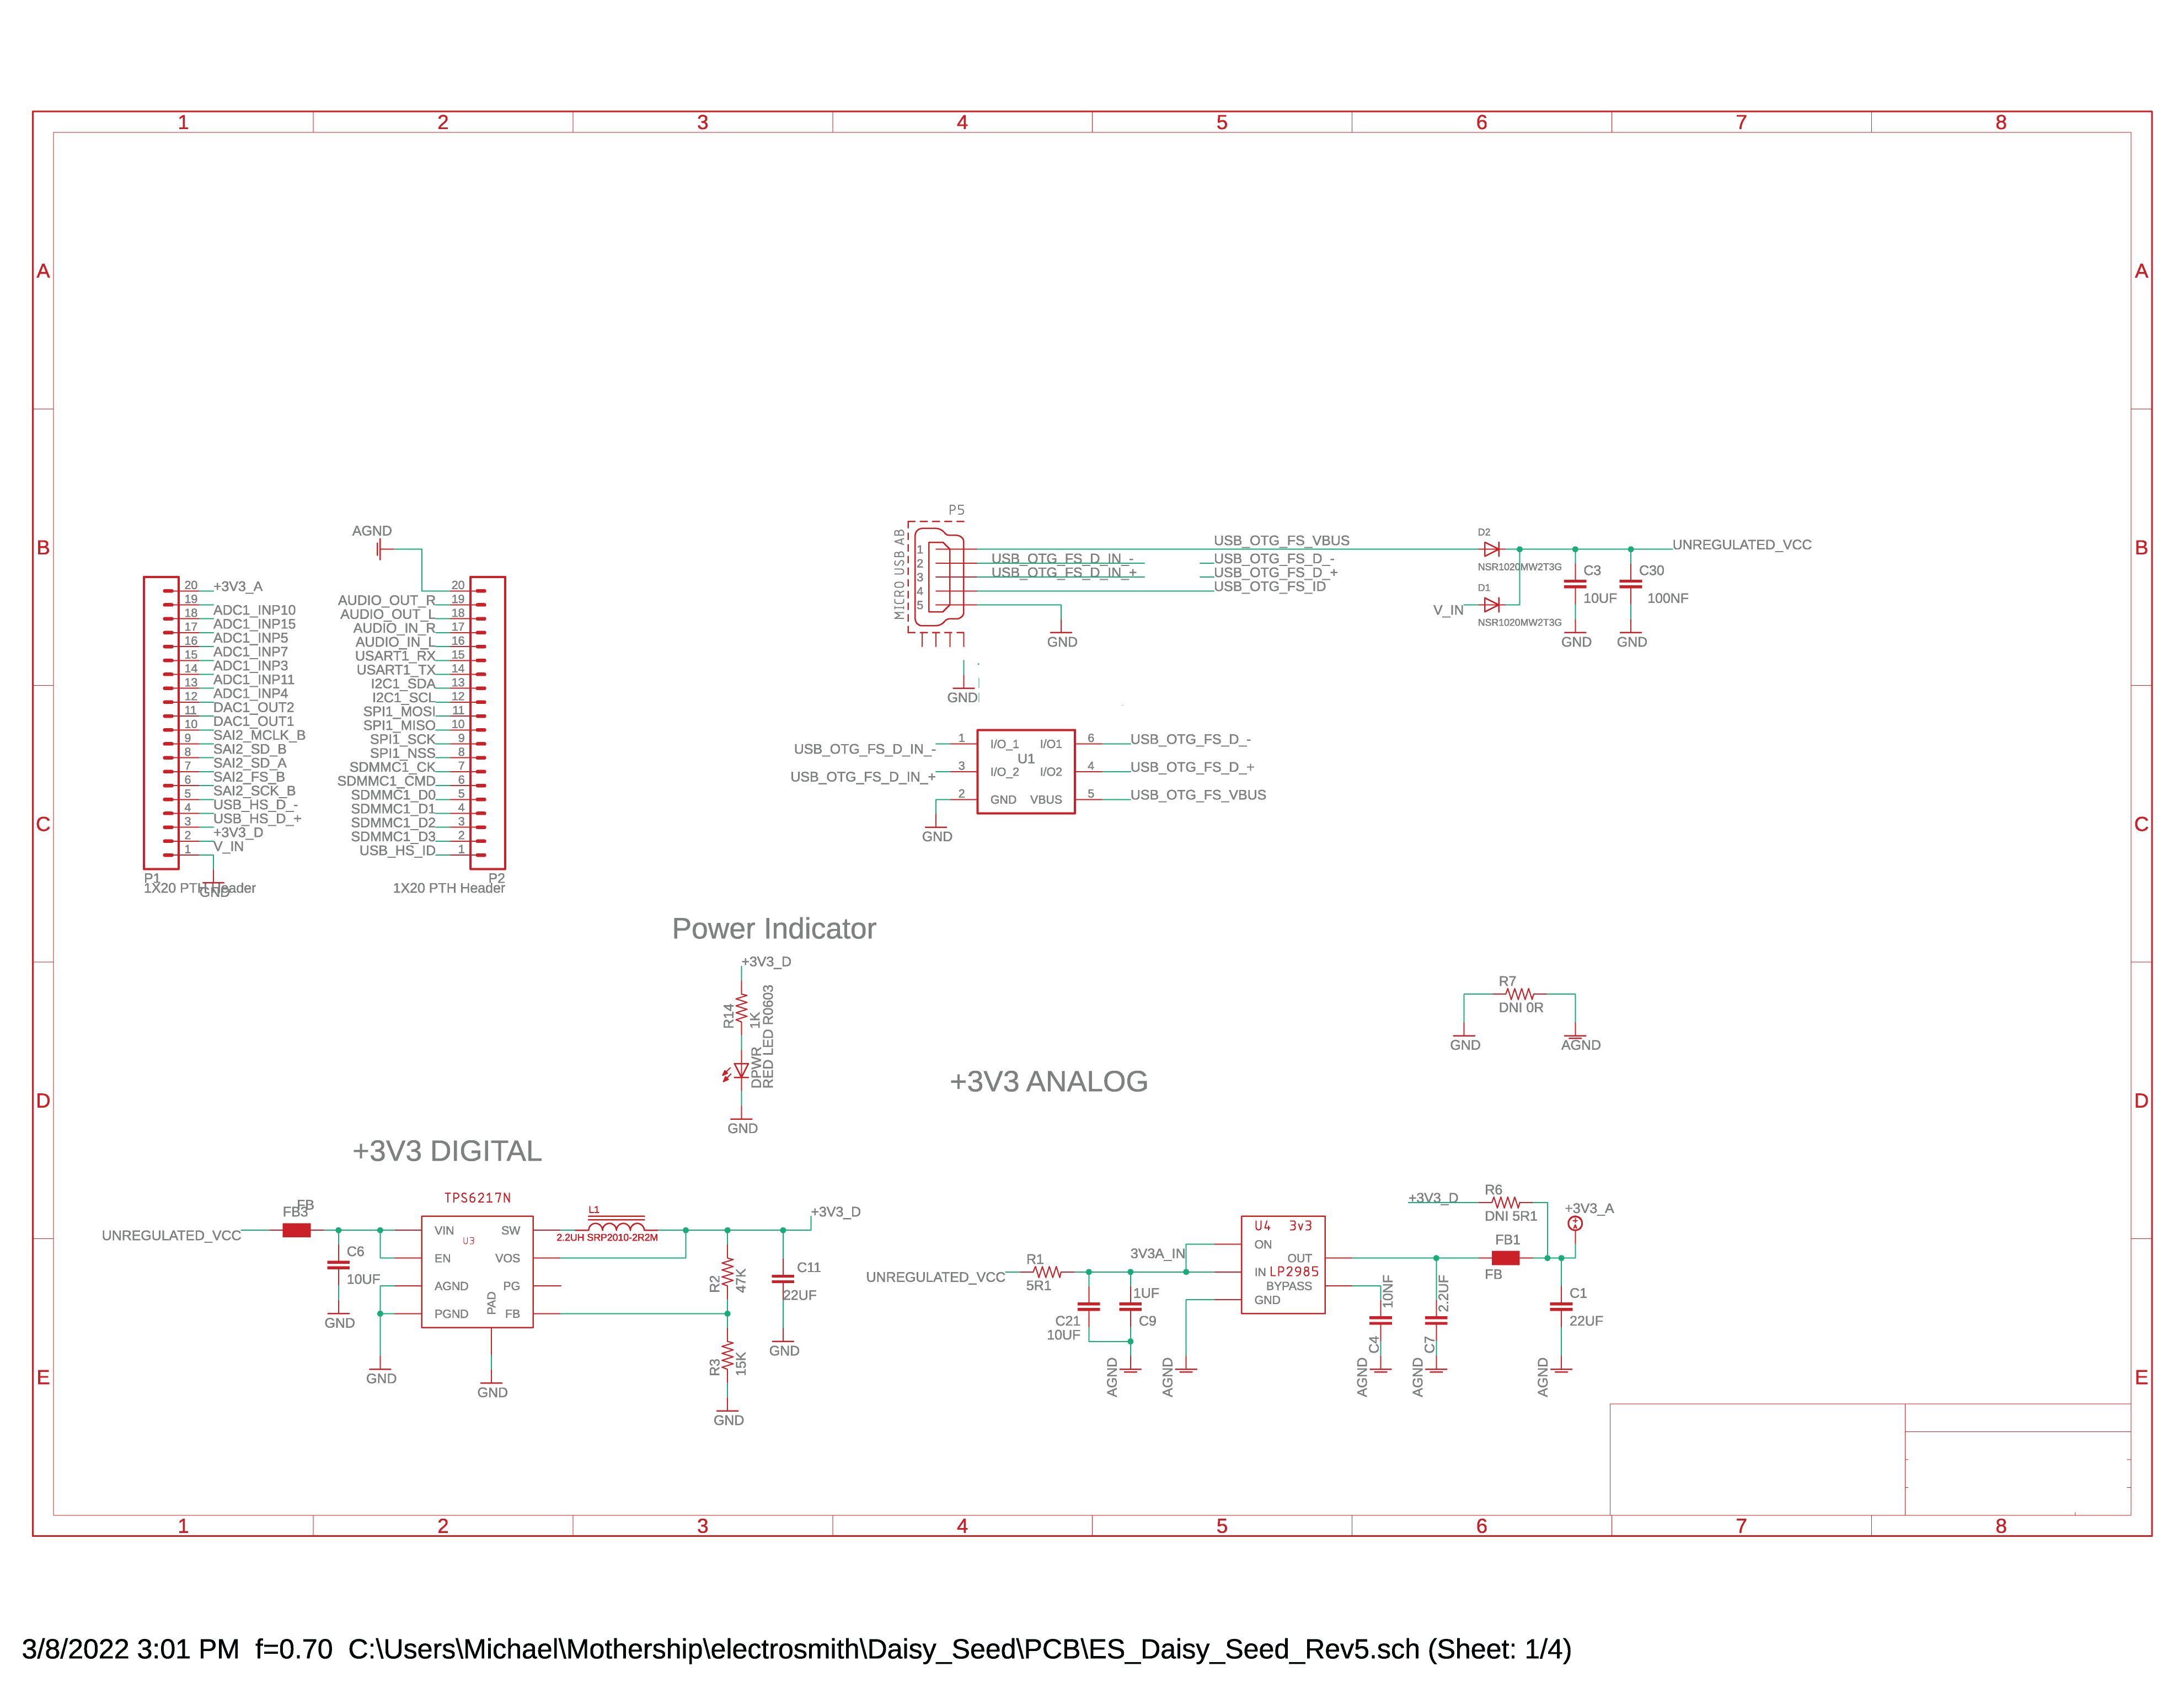 1 2 3 4 5 6 7 8
A A
B B
C C
D D
E E
AGND
20 +3V3_A
19
18 ADC1_INP10
17 ADC1_INP15
16 ADC1_INP5
15 ADC1_INP7
14 ADC1_INP3
13 ADC1_INP11
12 ADC1_INP4
11 DAC1_OUT2
10 DAC1_OUT1
9 SAI2_MCLK_B
8 SAI2_SD_B
7 SAI2_SD_A
6 SAI2_FS_B
5 SAI2_SCK_B
4 USB_HS_D_-
3 USB_HS_D_+
2 +3V3_D
1 V_IN
P1
1X20 PTH Header
GND
20
AUDIO_OUT_R 19
AUDIO_OUT_L 18
AUDIO_IN_R 17
AUDIO_IN_L 16
USART1_RX 15
USART1_TX 14
I2C1_SDA 13
I2C1_SCL 12
SPI1_MOSI 11
SPI1_MISO 10
SPI1_SCK 9
SPI1_NSS 8
SDMMC1_CK 7
SDMMC1_CMD 6
SDMMC1_D0 5
SDMMC1_D1 4
SDMMC1_D2 3
SDMMC1_D3 2
USB_HS_ID 1
P2
1X20 PTH Header
P5
MICRO USB AB
1 USB_OTG_FS_VBUS
2 USB_OTG_FS_D_IN_- USB_OTG_FS_D_-
3 USB_OTG_FS_D_IN_+ USB_OTG_FS_D_+
4 USB_OTG_FS_ID
5
GND
GND
D2
NSR1020MW2T3G
D1
NSR1020MW2T3G
V_IN
UNREGULATED_VCC
C3
10UF
C30
100NF
GND GND
USB_OTG_FS_D_IN_- 1 I/O_1 I/O1 6 USB_OTG_FS_D_-
U1
USB_OTG_FS_D_IN_+ 3 I/O_2 I/O2 4 USB_OTG_FS_D_+
2 GND VBUS 5 USB_OTG_FS_VBUS
GND
Power Indicator
+3V3_D
R14
1K
DPWR
RED LED R0603
GND
R7
DNI 0R
GND AGND
+3V3 ANALOG
+3V3 DIGITAL
UNREGULATED_VCC
FB
FB3
C6
10UF
GND
TPS6217N
U3
VIN SW
EN VOS
AGND PG
PGND FB
PAD
GND
GND
L1
2.2UH SRP2010-2R2M
R2
47K
R3
15K
GND
C11
22UF
GND
+3V3_D
UNREGULATED_VCC
R1
5R1
C21
10UF
1UF
C9
AGND
3V3A_IN
AGND
U4 3v3
ON
OUT
IN LP2985
BYPASS
GND
10NF
C4
AGND
2.2UF
C7
AGND
+3V3_D
R6
DNI 5R1
FB1
FB
+3V3_A
C1
22UF
AGND
1 2 3 4 5 6 7 8
3/8/2022 3:01 PM f=0.70 C:\Users\Michael\Mothership\electrosmith\Daisy_Seed\PCB\ES_Daisy_Seed_Rev5.sch (Sheet: 1/4)